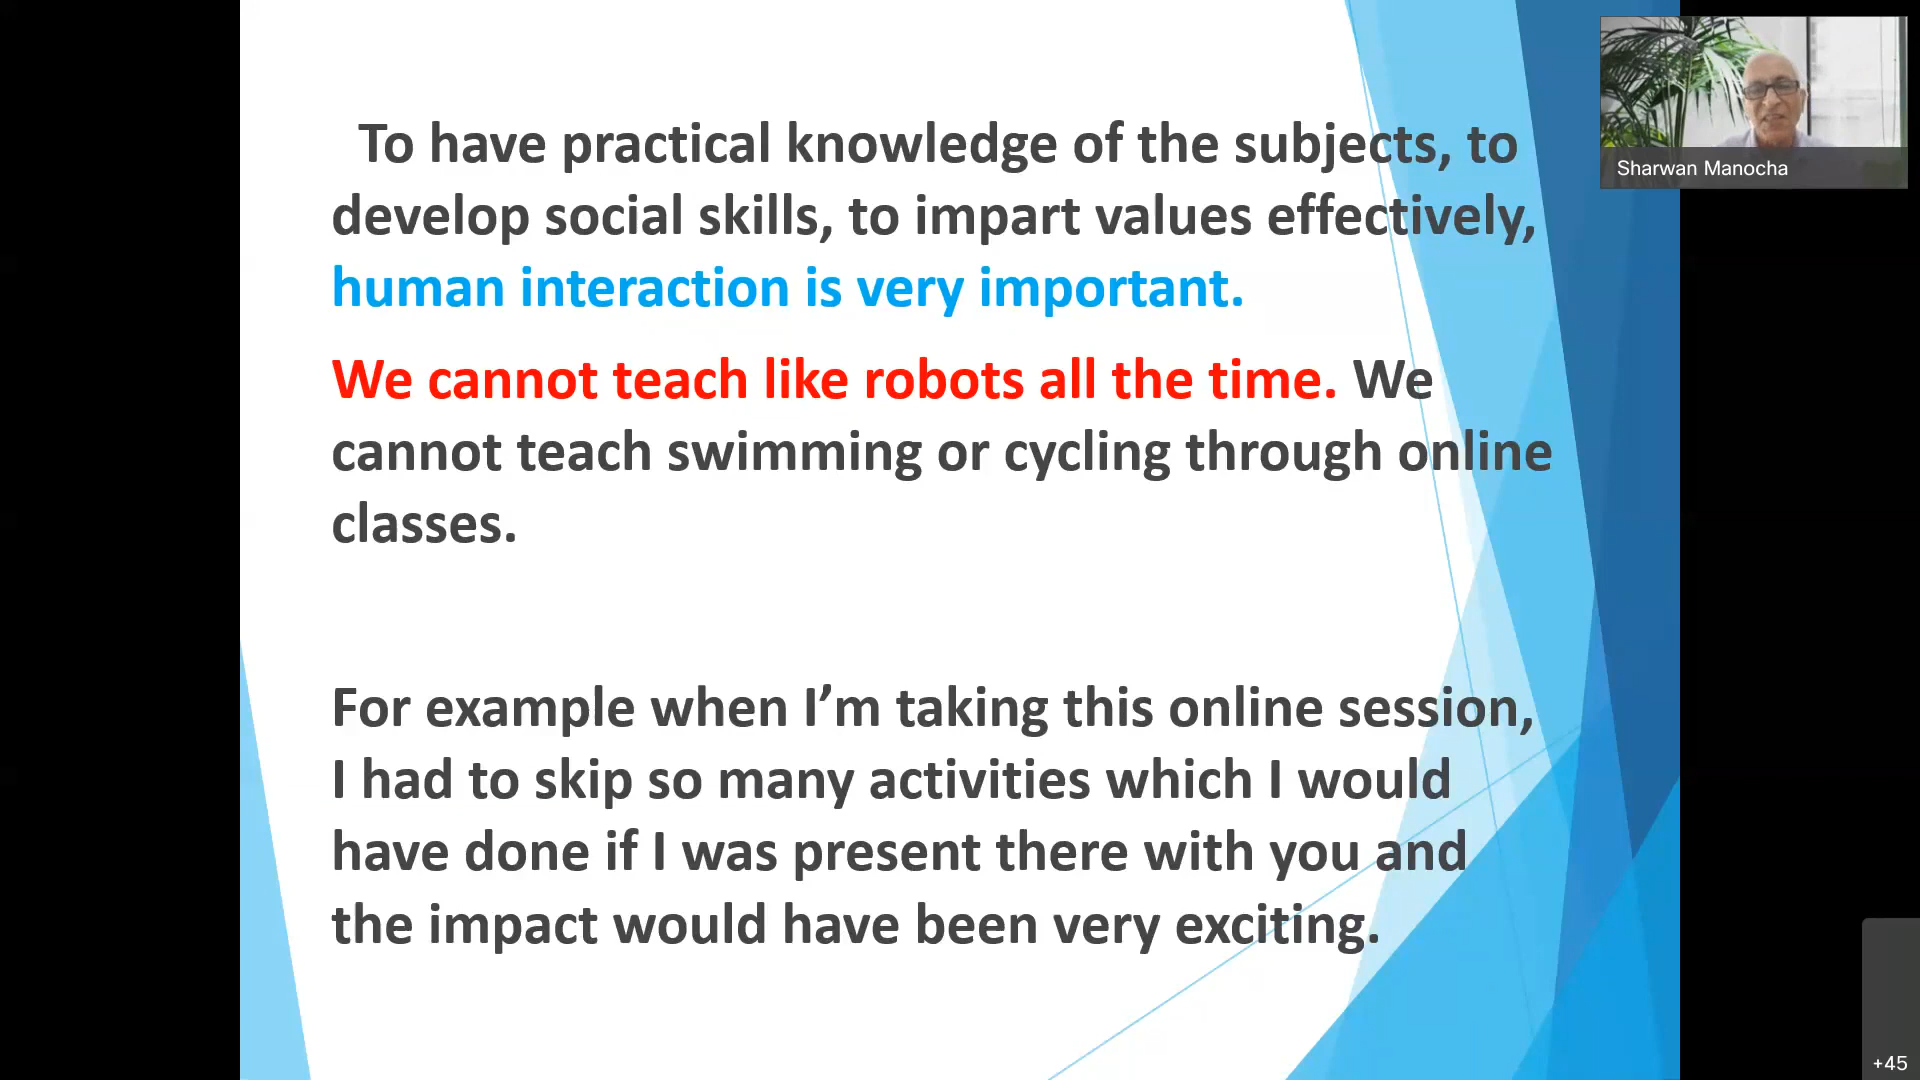 To have practical knowledge of the subjects, to
develop social skills, to impart values effectively,
human interaction is very important.
We cannot teach like robots all the time. We
cannot teach swimming or cycling through online
classes.
For example when I’m taking this online session,
I had to skip so many activities which I would
have done if I was present there with you and
the impact would have been very exciting.
Sharwan Manocha
+45